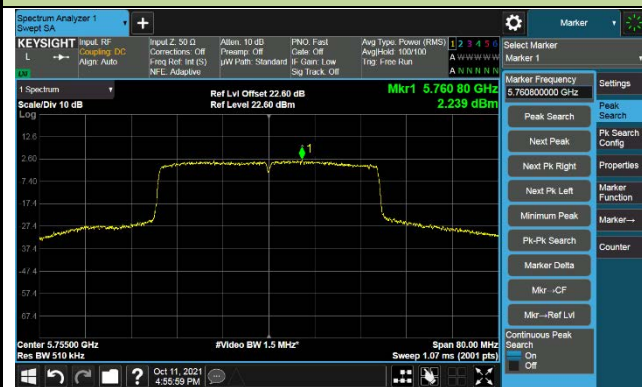 Spectrum Analyzer 1
Swept SA
Marker
KEYSIGHT
L
Input: RF
Coupling: DC
Align: Auto
Input Z: 50 Ω
Corrections: Off
Freq Ref: Int (S)
NFE: Adaptive
Atten: 10 dB
Preamp: Off
µW Path: Standard
PNO: Fast
Gate: Off
IF Gain: Low
Sig Track: Off
Avg Type: Power (RMS)
Avg|Hold: 100/100
Trig: Free Run
1 2 3 4 5 6
A W W W W W
A N N N N N
Select Marker
Marker 1
1 Spectrum
Scale/Div 10 dB
Log
Ref Lvl Offset 22.60 dB
Ref Level 22.60 dBm
Mkr1 5.760 80 GHz
2.239 dBm
12.6
2.60
-7.40
-17.4
-27.4
-37.4
-47.4
-57.4
-67.4
1
Center 5.75500 GHz
Res BW 510 kHz
#Video BW 1.5 MHz*
Span 80.00 MHz
Sweep 1.07 ms (2001 pts)
Marker Frequency
5.760800000 GHz
Peak Search
Next Peak
Next Pk Right
Next Pk Left
Minimum Peak
Pk-Pk Search
Marker Delta
Mkr→CF
Mkr→Ref Lvl
Continuous Peak
Search
On
Off
Settings
Peak
Search
Pk Search
Config
Properties
Marker
Function
Marker→
Counter
Oct 11, 2021
4:55:59 PM